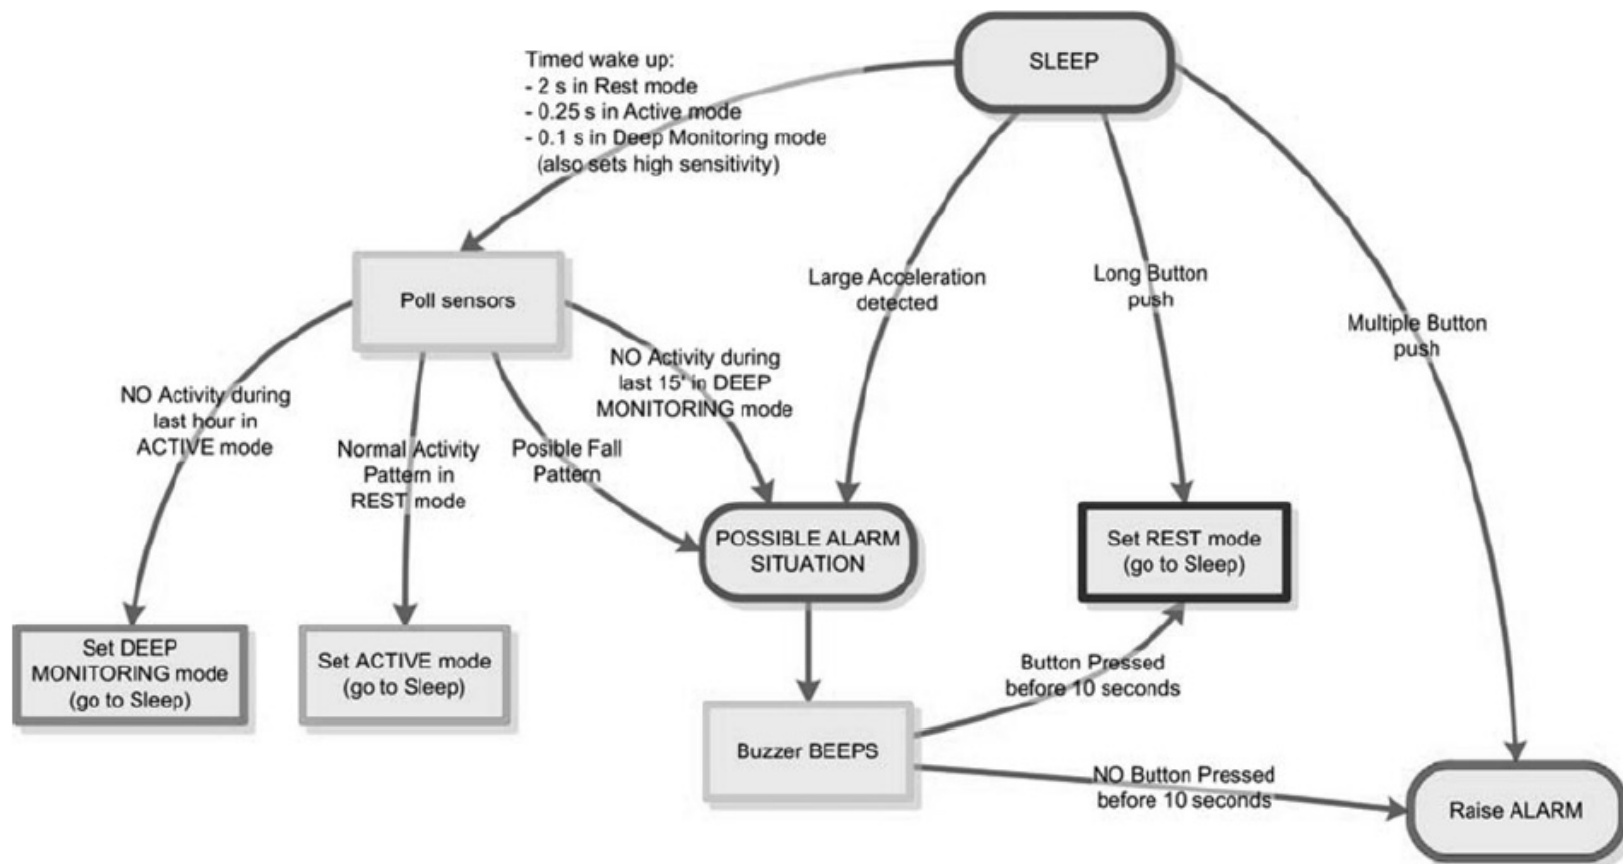 SLEEP
Timed wake up:
- 2 s in Rest mode
- 0.25 s in Active mode
- 0.1 s in Deep Monitoring mode
(also sets high sensitivity)
Poll sensors
Large Acceleration
detected
Long Button
push
Multiple Button
push
NO Activity during
last hour in
ACTIVE mode
Normal Activity
Pattern in
REST mode
Posible Fall
Pattern
NO Activity during
last 15' in DEEP
MONITORING mode
POSSIBLE ALARM
SITUATION
Set REST mode
(go to Sleep)
Set DEEP
MONITORING mode
(go to Sleep)
Set ACTIVE mode
(go to Sleep)
Buzzer BEEPS
Button Pressed
before 10 seconds
NO Button Pressed
before 10 seconds
Raise ALARM